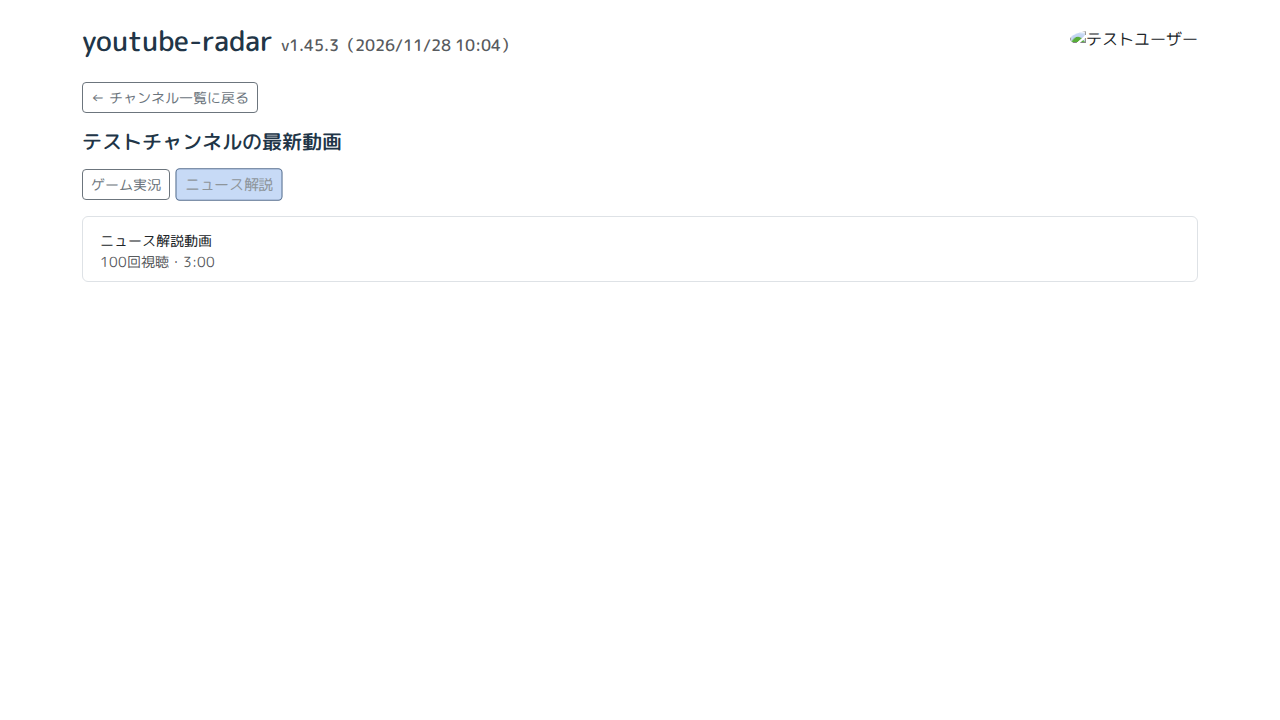 youtube-radar v1.45.3（2026/11/28 10:04）
テストユーザー
← チャンネル一覧に戻る
テストチャンネルの最新動画
ゲーム実況 ニュース解説
ニュース解説動画
100回視聴・3:00